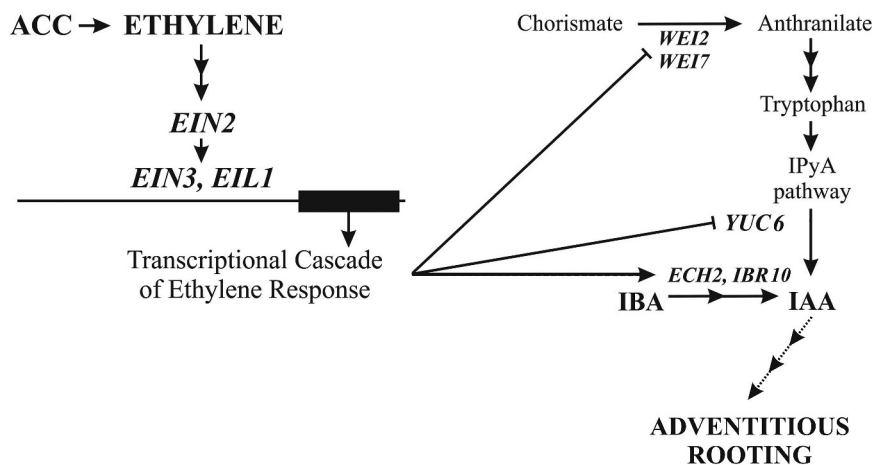 ACC
ETHYLENE
EIN2
EIN3, EIL1
Transcriptional Cascade
of Ethylene Response
Chorismate
WEI2
WEI7
Anthranilate
Tryptophan
IPyA
pathway
YUC6
ECH2, IBR10
IBA
IAA
ADVENTITIOUS
ROOTING